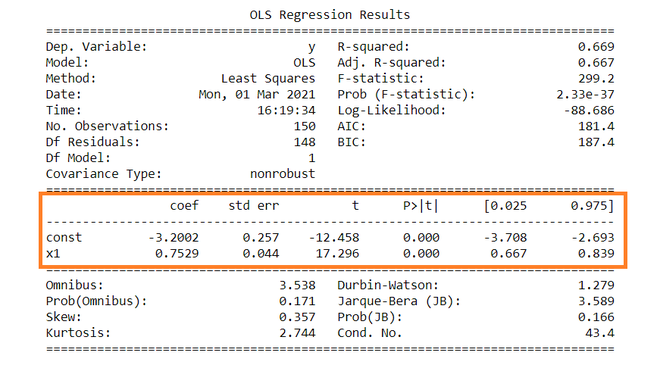 OLS Regression Results
==============================================================================
Dep. Variable:                      y   R-squared:                       0.669
Model:                            OLS   Adj. R-squared:                  0.667
Method:                 Least Squares   F-statistic:                     299.2
Date:                Mon, 01 Mar 2021   Prob (F-statistic):           2.33e-37
Time:                        16:19:34   Log-Likelihood:                -88.686
No. Observations:                 150   AIC:                             181.4
Df Residuals:                     148   BIC:                             187.4
Df Model:                           1
Covariance Type:            nonrobust
==============================================================================
                 coef    std err          t      P>|t|      [0.025      0.975]
------------------------------------------------------------------------------
const         -3.2002      0.257    -12.458      0.000      -3.708      -2.693
x1             0.7529      0.044     17.296      0.000       0.667       0.839
==============================================================================
Omnibus:                        3.538   Durbin-Watson:                   1.279
Prob(Omnibus):                  0.171   Jarque-Bera (JB):                3.589
Skew:                           0.357   Prob(JB):                        0.166
Kurtosis:                       2.744   Cond. No.                         43.4
==============================================================================